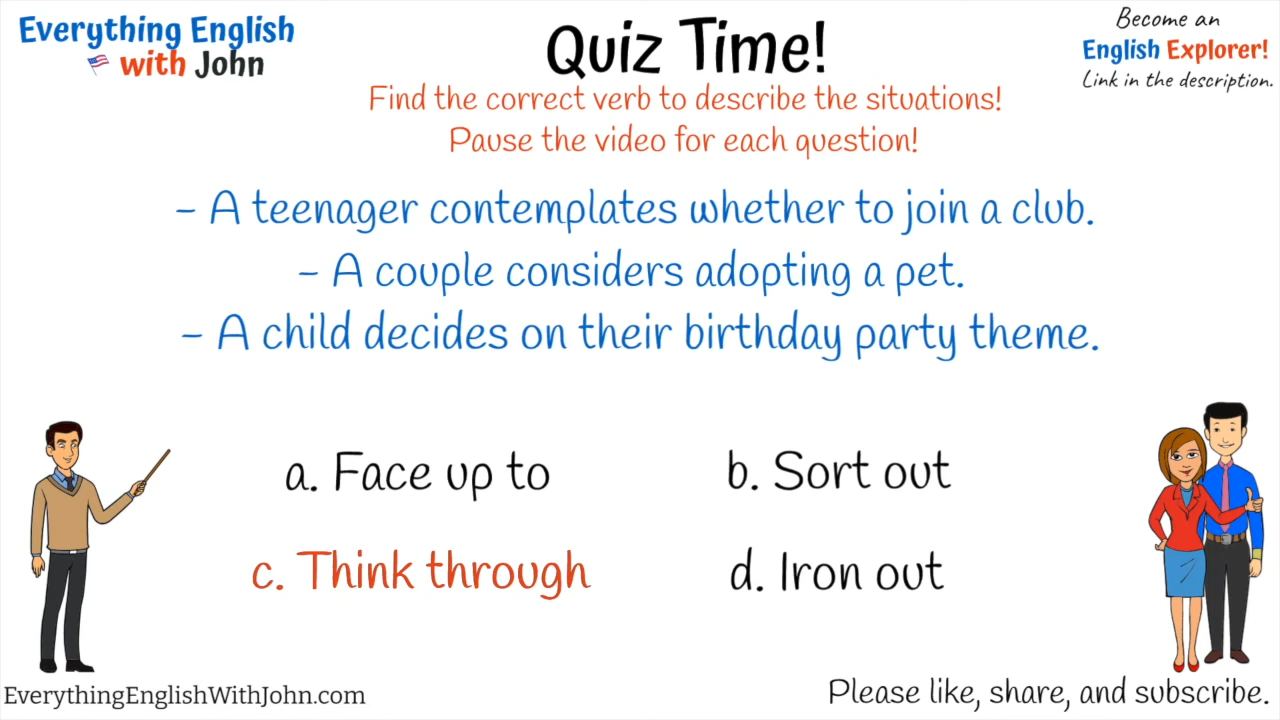 Everything English
with John
Quiz Time!
Become an
English Explorer!
Link in the description.
Find the correct verb to describe the situations!
Pause the video for each question!
- A teenager contemplates whether to join a club.
- A couple considers adopting a pet.
- A child decides on their birthday party theme.
a. Face up to
b. Sort out
c. Think through
d. Iron out
EverythingEnglishWithJohn.com
Please like, share, and subscribe.